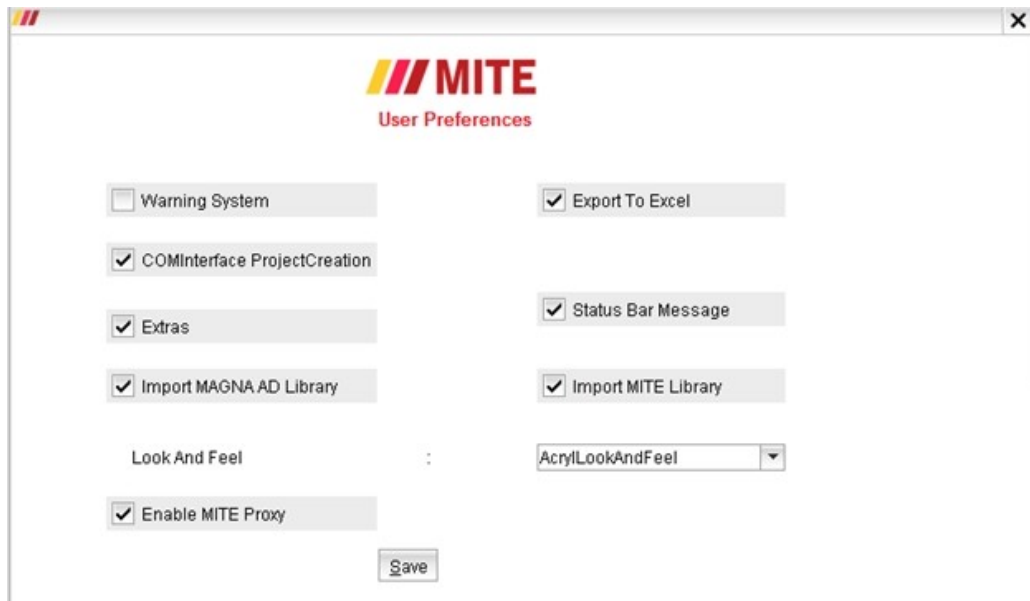 MITE
User Preferences
Warning System
Export To Excel
COMInterface ProjectCreation
Status Bar Message
Extras
Import MAGNA AD Library
Import MITE Library
Look And Feel : AcrylLookAndFeel
Enable MITE Proxy
Save